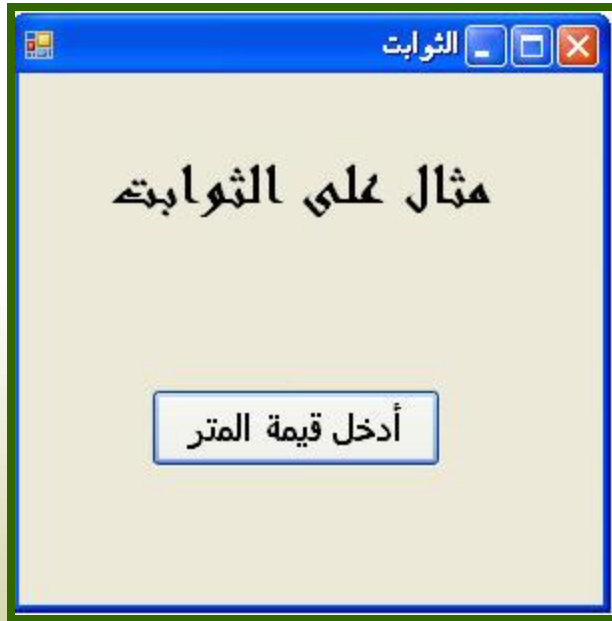 الثوابت
مثال على الثوابت
أدخل قيمة المتر